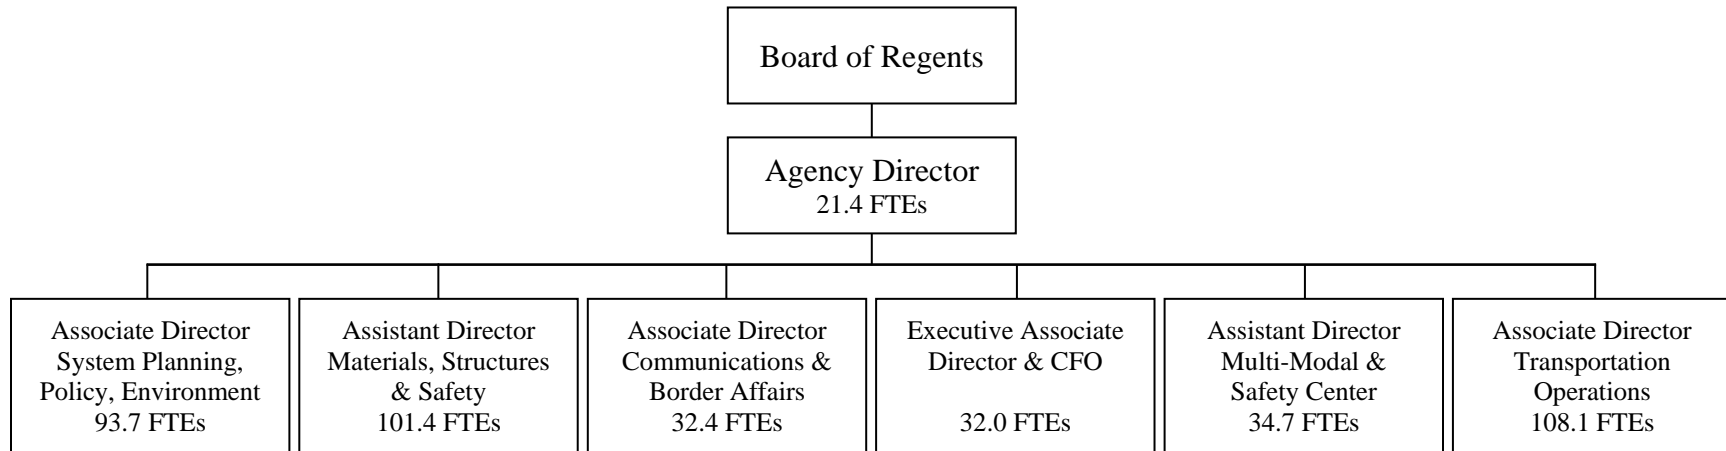 Board of Regents
Agency Director
21.4 FTEs
Associate Director
System Planning,
Policy, Environment
93.7 FTEs
Assistant Director
Materials, Structures
& Safety
101.4 FTEs
Associate Director
Communications &
Border Affairs
32.4 FTEs
Executive Associate
Director & CFO
32.0 FTEs
Assistant Director
Multi-Modal &
Safety Center
34.7 FTEs
Associate Director
Transportation
Operations
108.1 FTEs